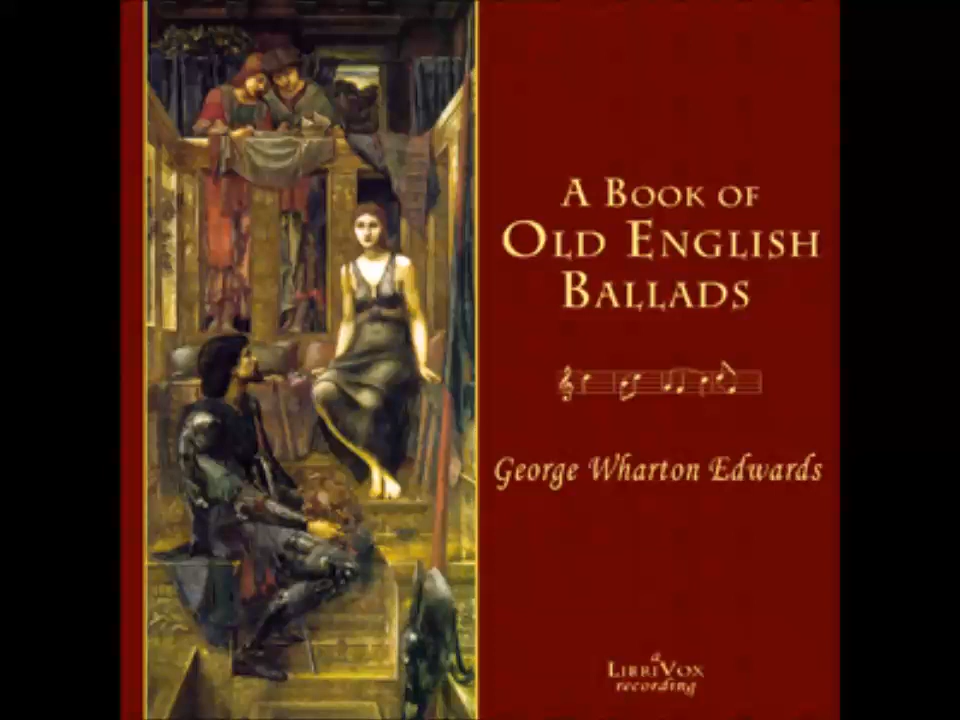 A BOOK OF
OLD ENGLISH
BALLADS
George Wharton Edwards
a
LIBRIVOX
recording